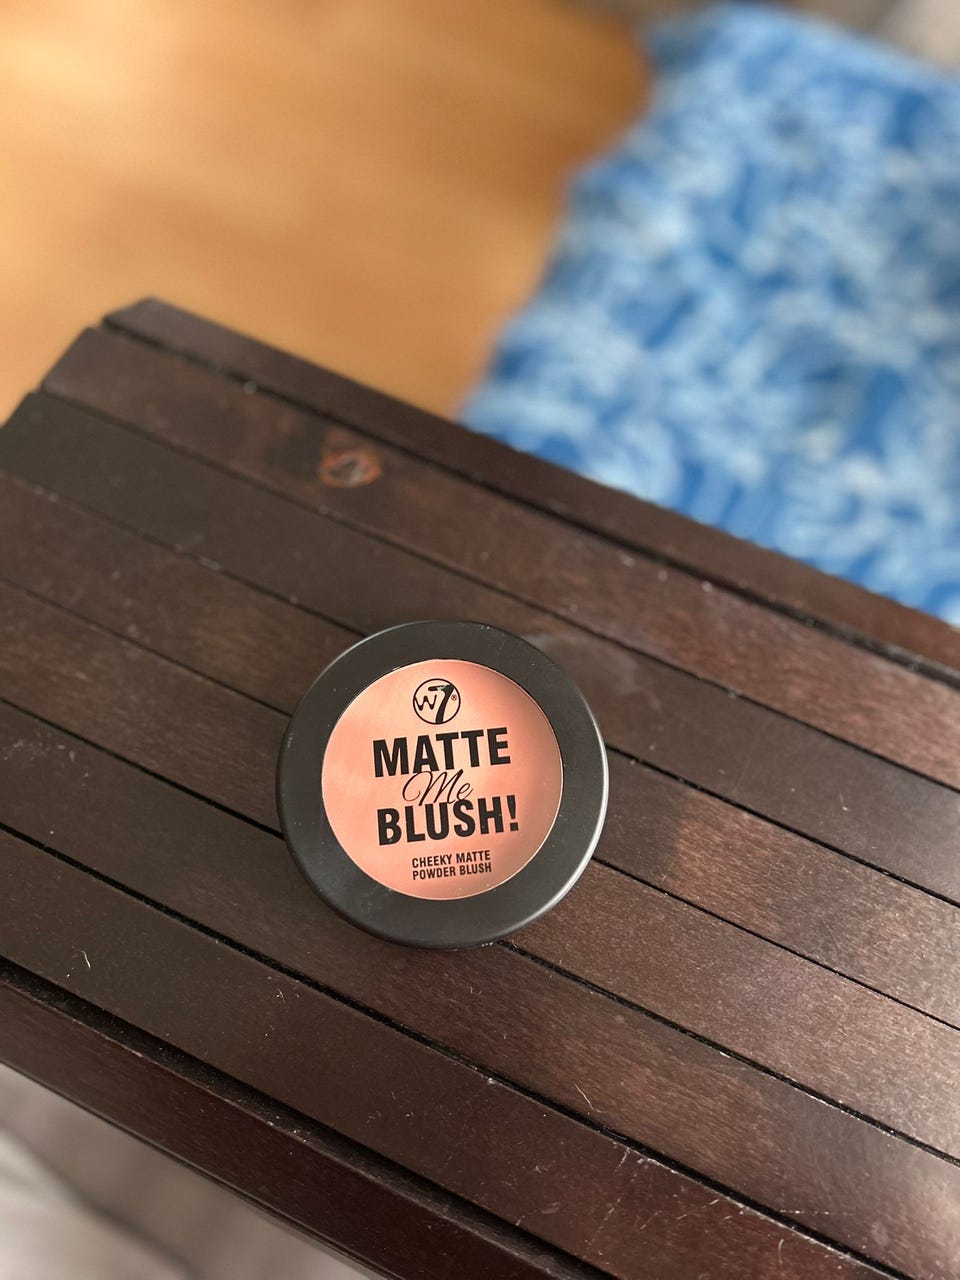 W7®
MATTE
Me
BLUSH!
CHEEKY MATTE
POWDER BLUSH